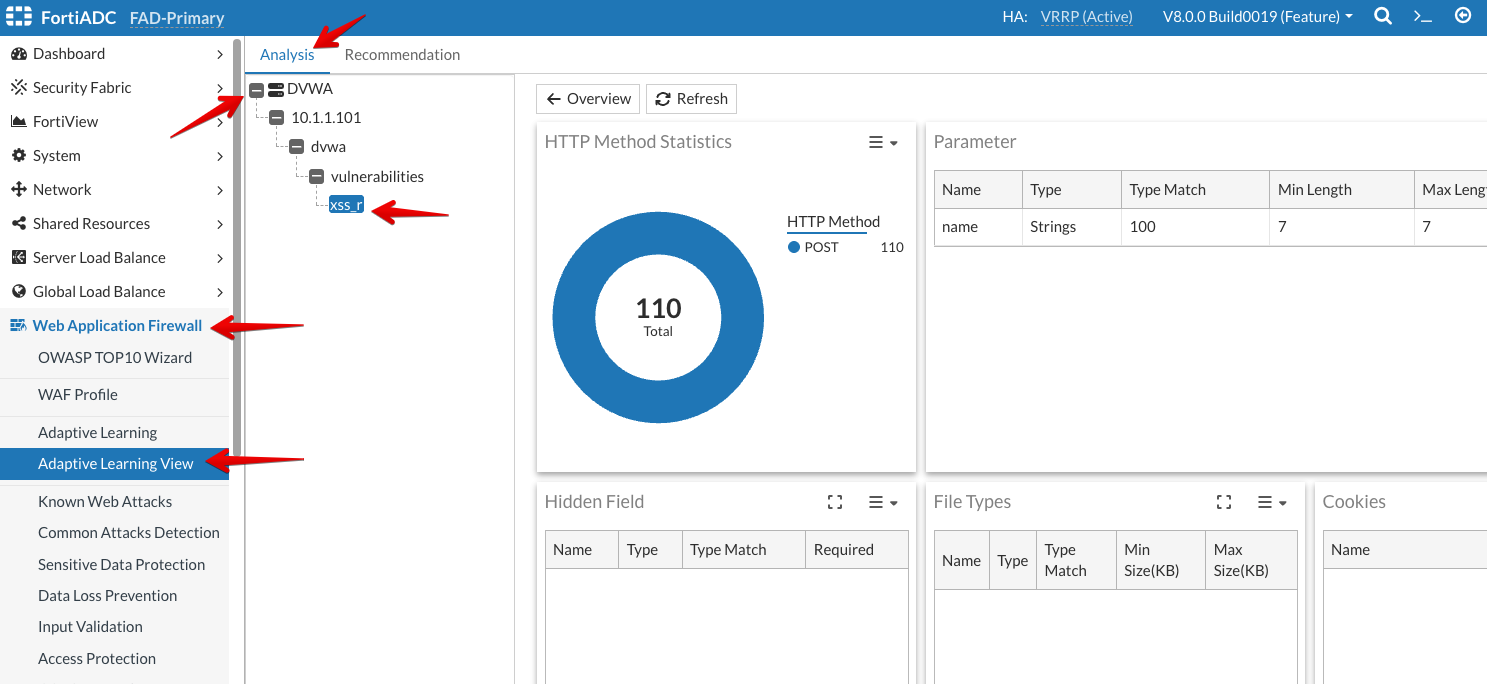 FortiADC FAD-Primary HA: VRRP (Active) V8.0.0 Build0019 (Feature)
Dashboard
Security Fabric
FortiView
System
Network
Shared Resources
Server Load Balance
Global Load Balance
Web Application Firewall
OWASP TOP10 Wizard
WAF Profile
Adaptive Learning
Adaptive Learning View
Known Web Attacks
Common Attacks Detection
Sensitive Data Protection
Data Loss Prevention
Input Validation
Access Protection
Analysis Recommendation
DVWA
10.1.1.101
dvwa
vulnerabilities
xss_r
Overview Refresh
HTTP Method Statistics
HTTP Method
POST 110
110
Total
Parameter
Name Type Type Match Min Length Max Leng
name Strings 100 7 7
Hidden Field
Name Type Type Match Required
File Types
Name Type Type Match Min Size(KB) Max Size(KB)
Cookies
Name